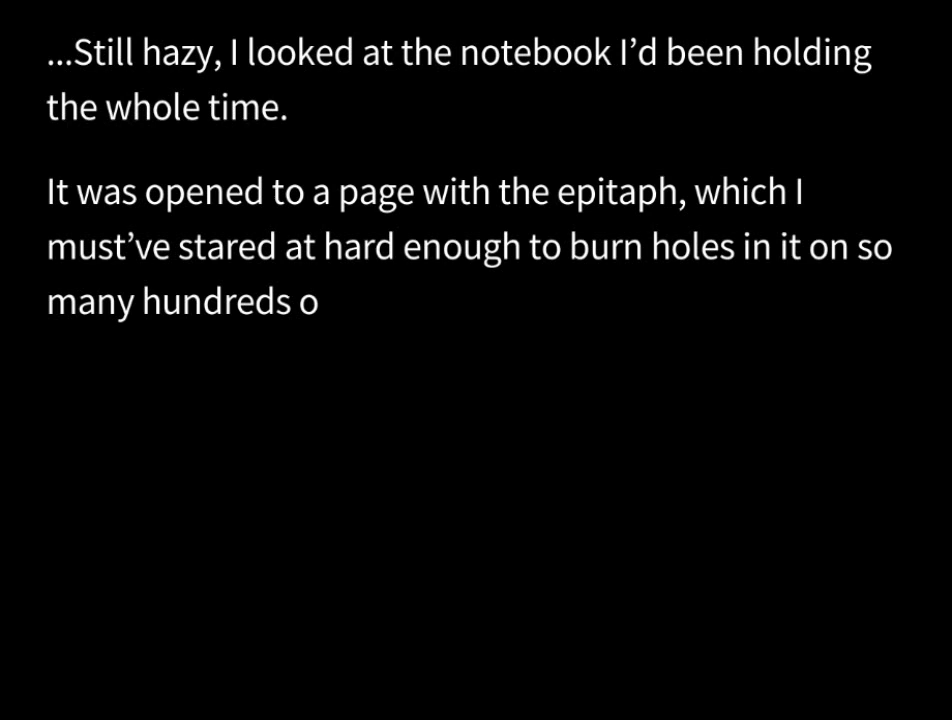 ...Still hazy, I looked at the notebook I’d been holding
the whole time.
It was opened to a page with the epitaph, which I
must’ve stared at hard enough to burn holes in it on so
many hundreds o